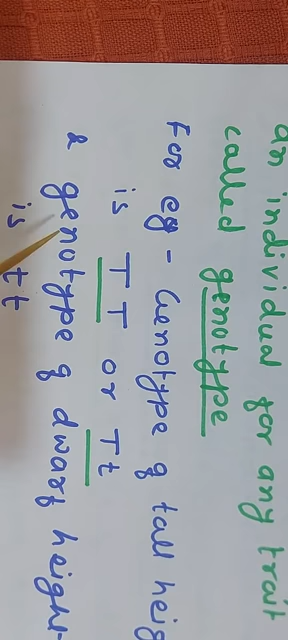 an individual for any trait
called genotype
For eg - Genotype of tall heig
is TT or Tt
& genotype of dwarf height
is tt